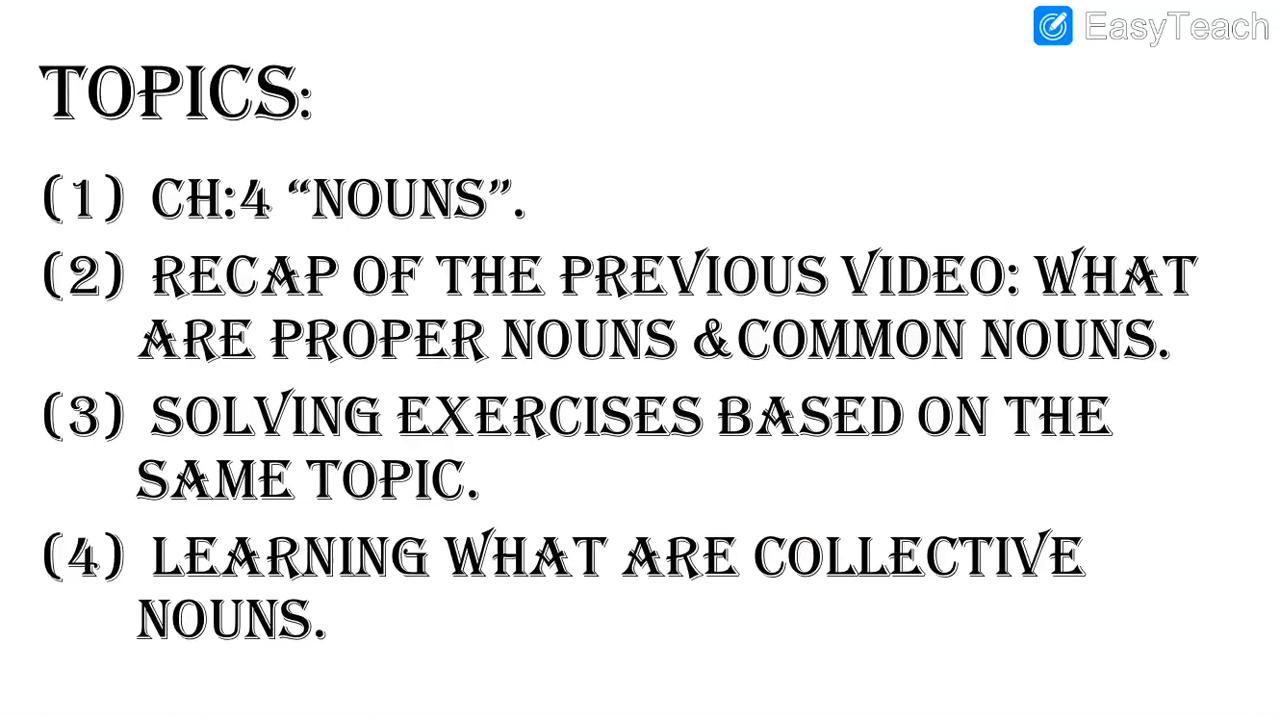 EasyTeach
TOPICS:
(1) CH:4 “NOUNS”.
(2) RECAP OF THE PREVIOUS VIDEO: WHAT
ARE PROPER NOUNS &COMMON NOUNS.
(3) SOLVING EXERCISES BASED ON THE
SAME TOPIC.
(4) LEARNING WHAT ARE COLLECTIVE
NOUNS.